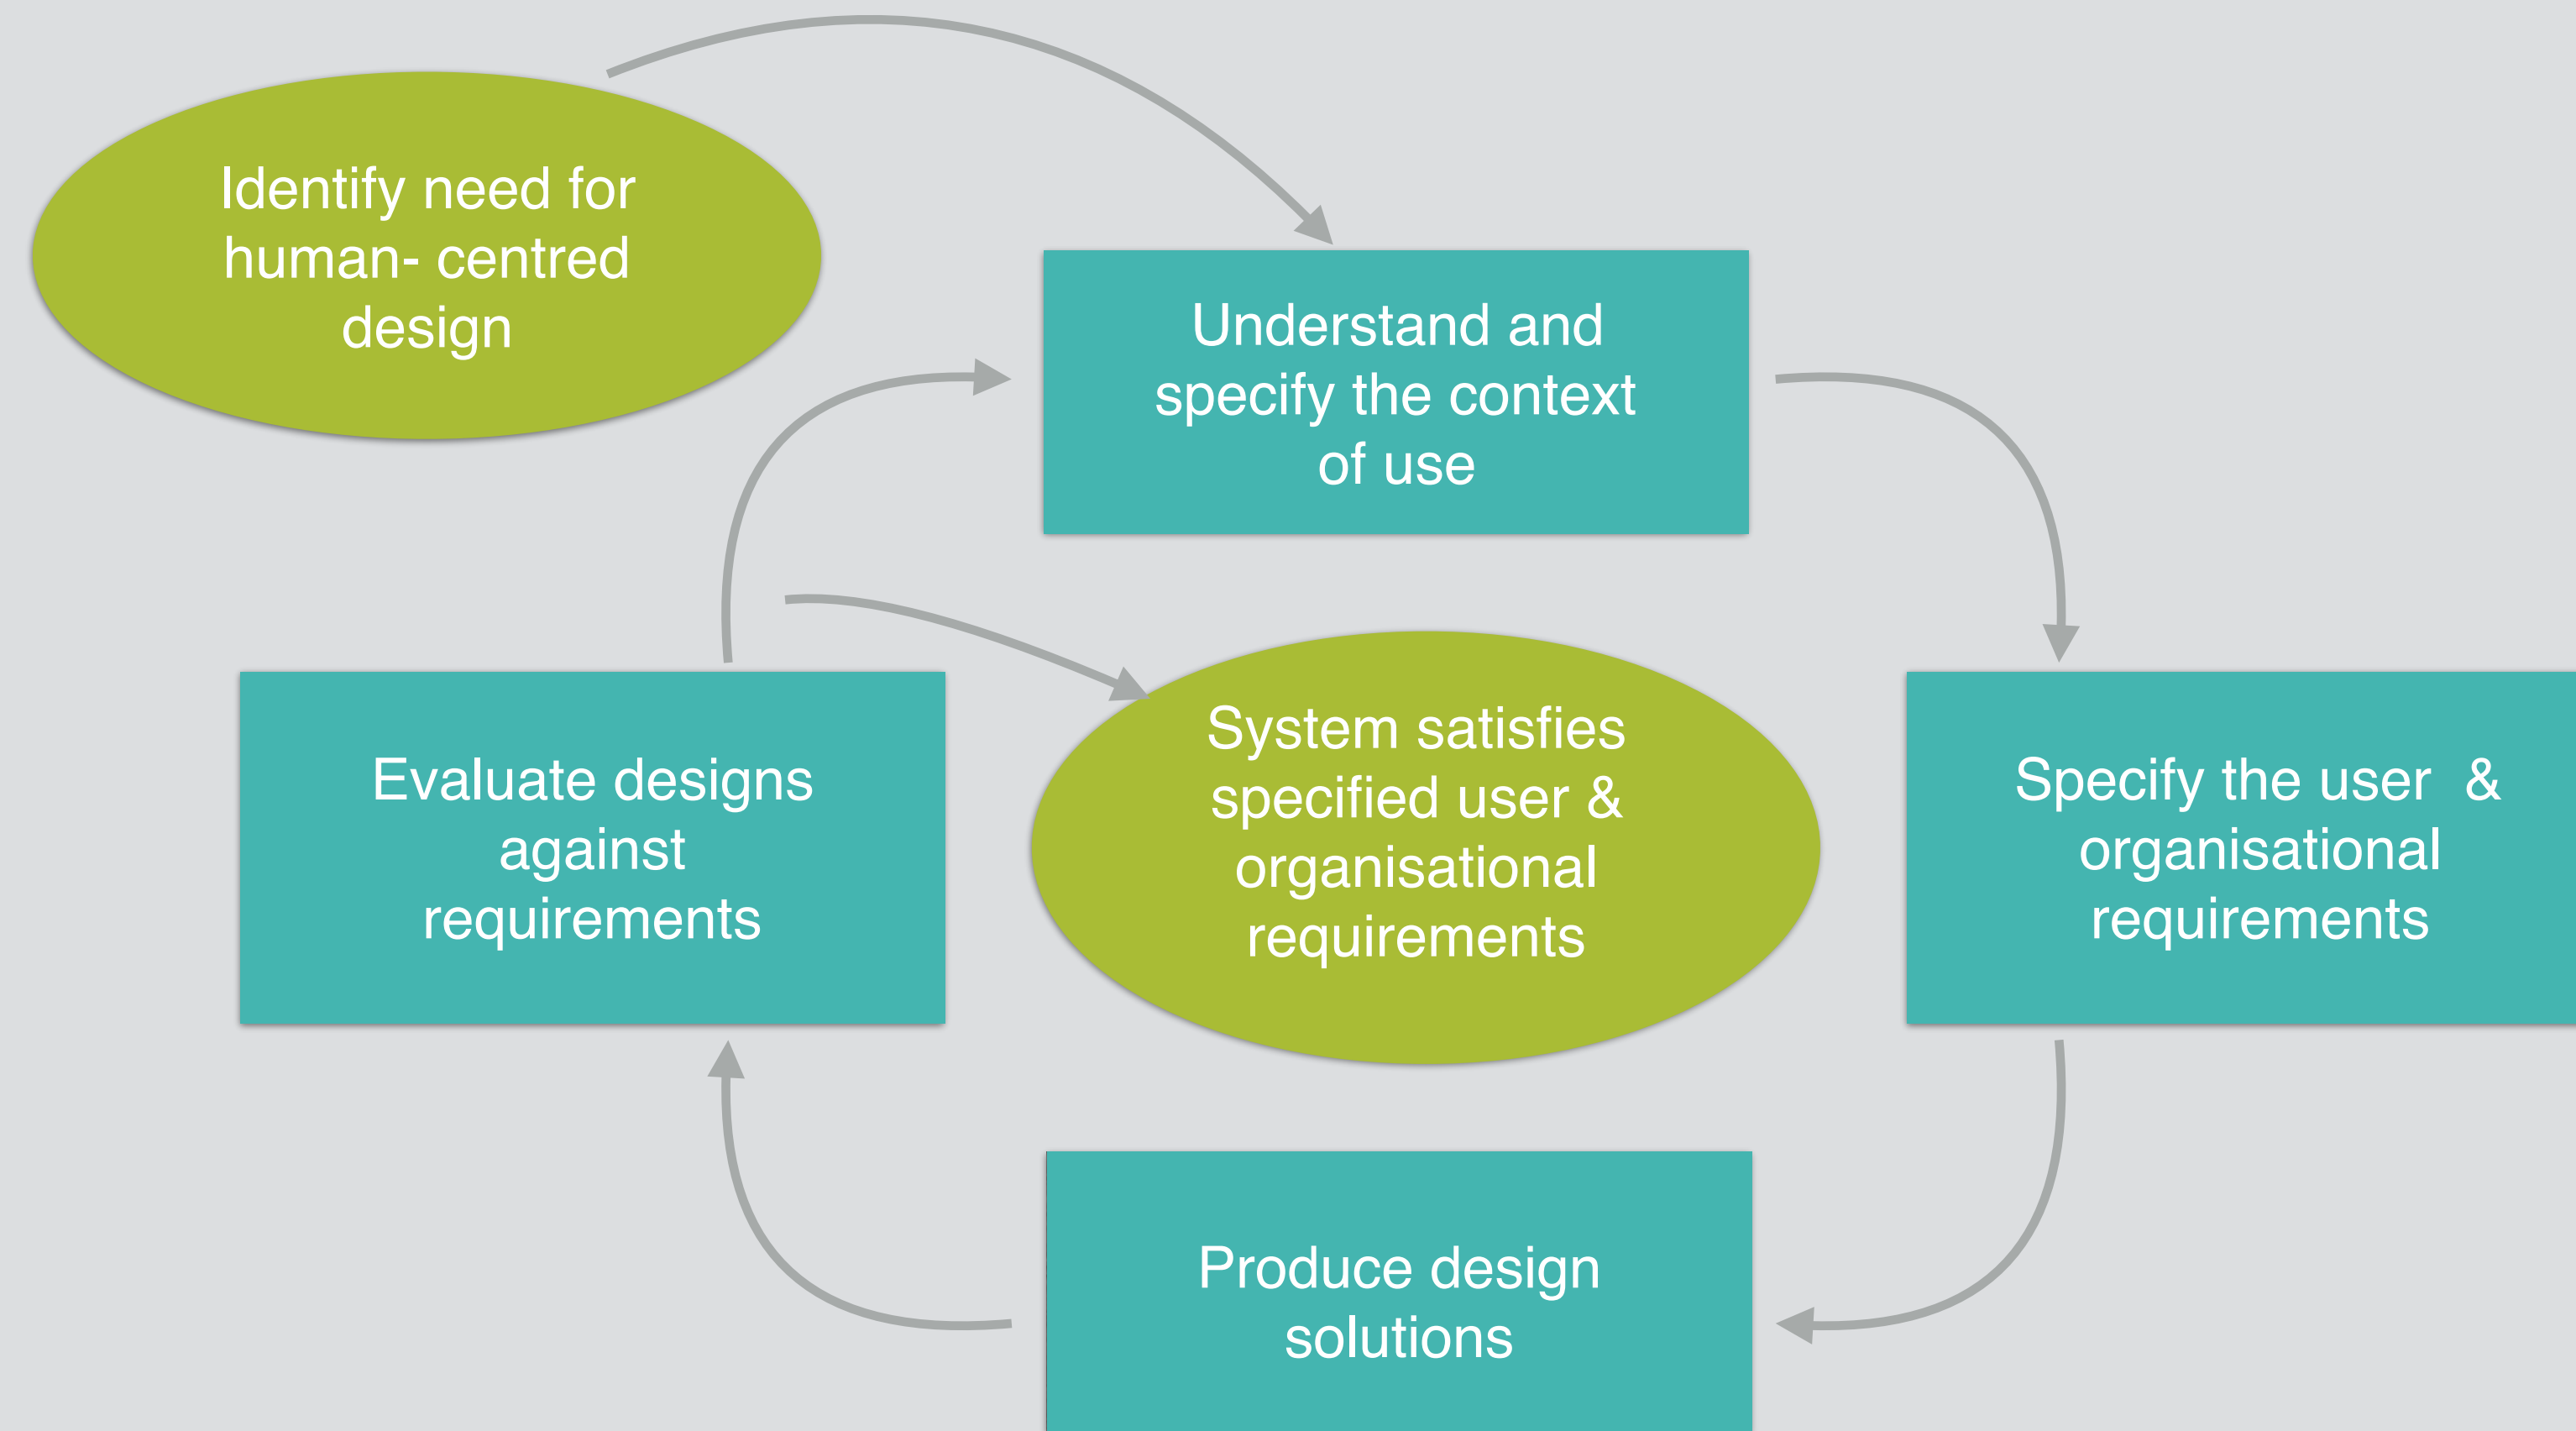 Identify need for
human- centred
design
Understand and
specify the context
of use
System satisfies
specified user &
organisational
requirements
Evaluate designs
against
requirements
Specify the user  &
organisational
requirements
Produce design
solutions